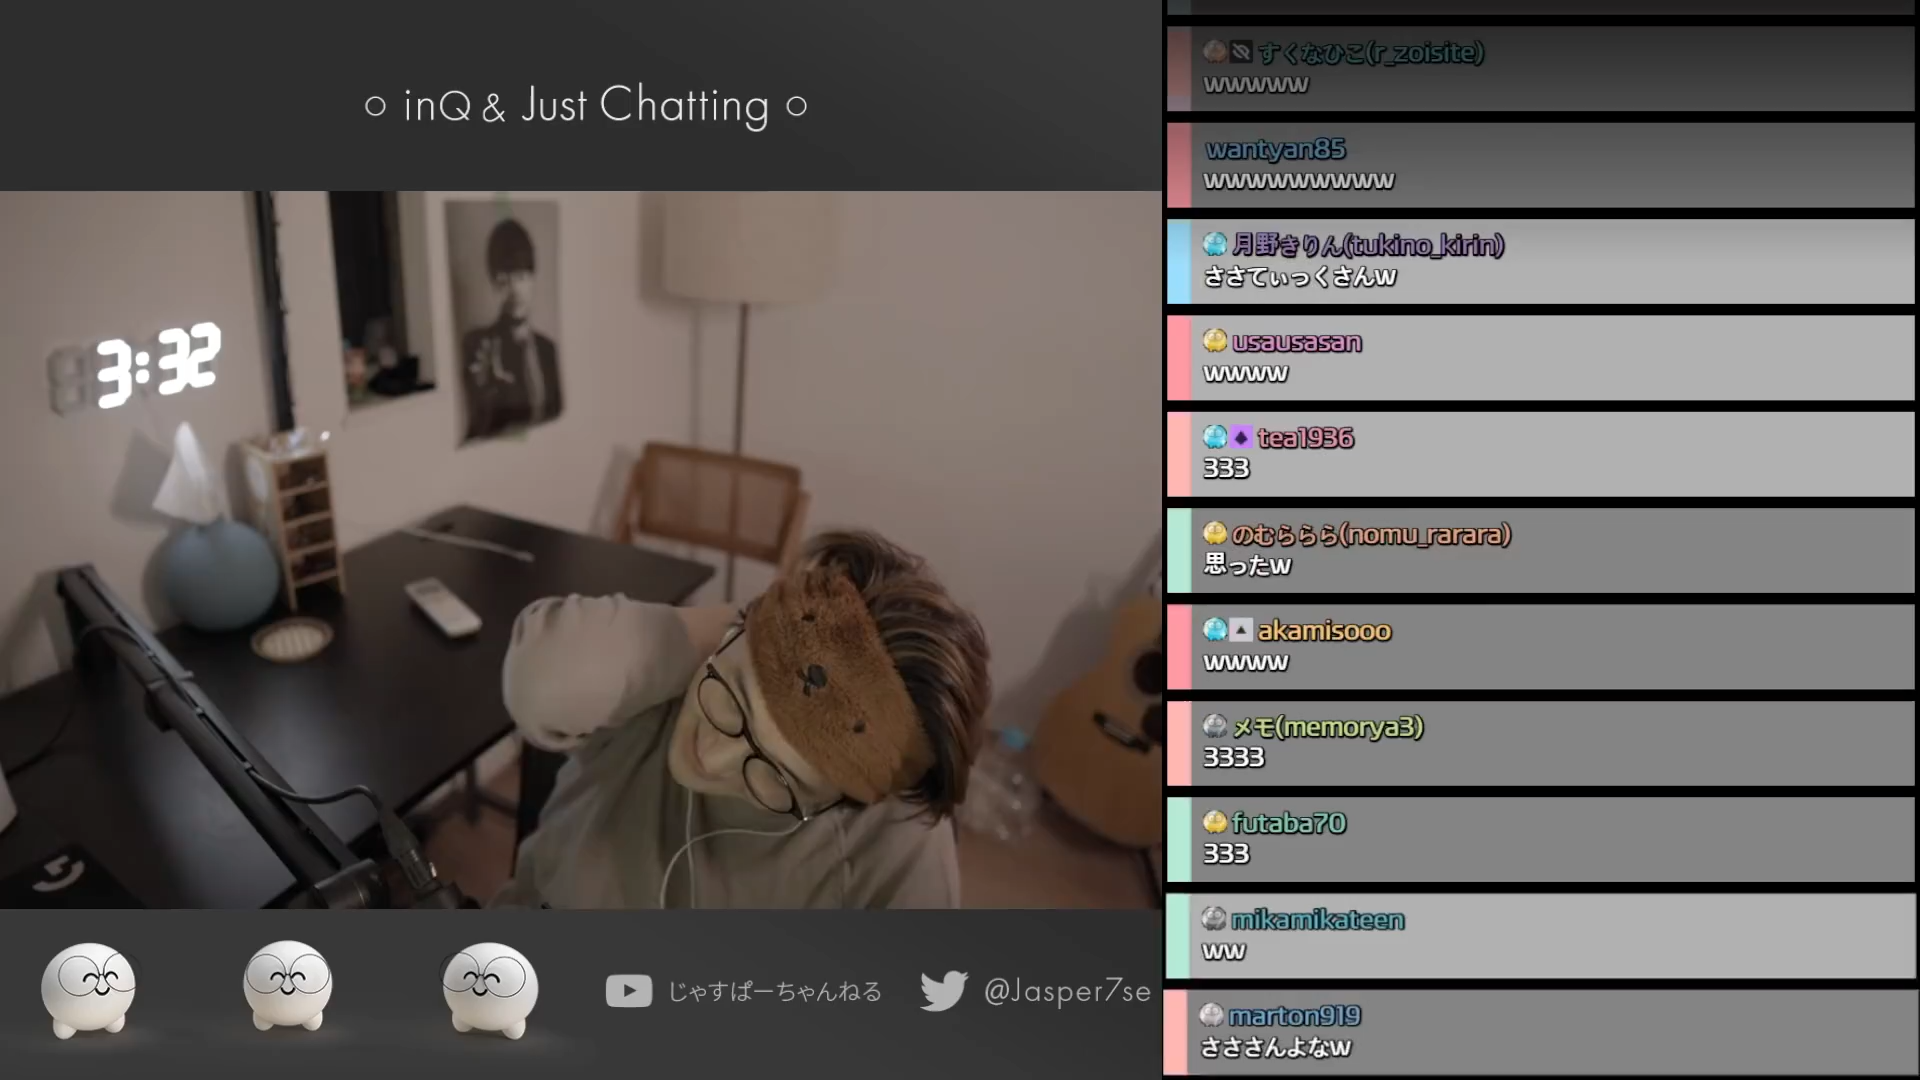 ○ inQ & Just Chatting ○
3:32
じゃすぱーちゃんねる
@Jasper7se
すくなひこ(r_zoisite)
wwwww
wantyan85
wwwwwwwww
月野きりん(tukino_kirin)
ささてぃっくさんw
usausasan
wwww
tea1936
333
のむららら(nomu_rarara)
思ったw
akamisooo
wwww
メモ(memorya3)
3333
futaba70
333
mikamikateen
ww
marton919
さささんよなw